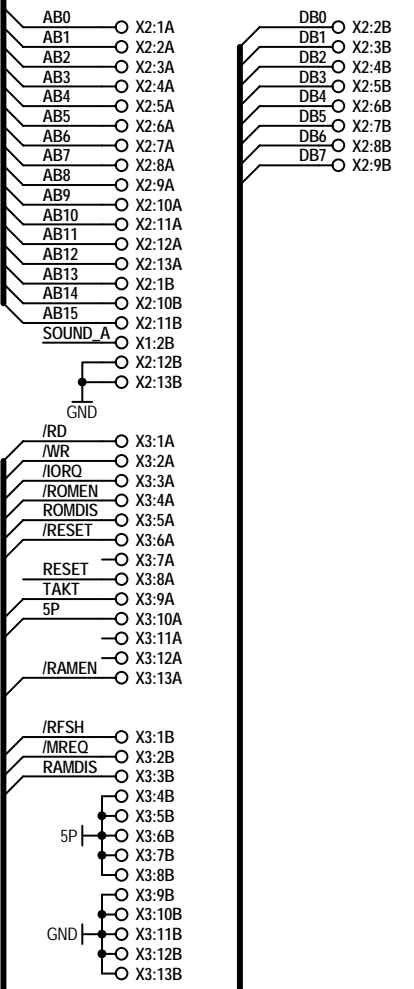 AB0 X2:1A
AB1 X2:2A
AB2 X2:3A
AB3 X2:4A
AB4 X2:5A
AB5 X2:6A
AB6 X2:7A
AB7 X2:8A
AB8 X2:9A
AB9 X2:10A
AB10 X2:11A
AB11 X2:12A
AB12 X2:13A
AB13 X2:1B
AB14 X2:10B
AB15 X2:11B
SOUND_A X1:2B
X2:12B
X2:13B
GND
/RD X3:1A
/WR X3:2A
/IORQ X3:3A
/ROMEN X3:4A
ROMDIS X3:5A
/RESET X3:6A
X3:7A
RESET X3:8A
TAKT X3:9A
5P X3:10A
X3:11A
X3:12A
/RAMEN X3:13A
/RFSH X3:1B
/MREQ X3:2B
RAMDIS X3:3B
X3:4B
X3:5B
5P X3:6B
X3:7B
X3:8B
X3:9B
X3:10B
GND X3:11B
X3:12B
X3:13B
DB0 X2:2B
DB1 X2:3B
DB2 X2:4B
DB3 X2:5B
DB4 X2:6B
DB5 X2:7B
DB6 X2:8B
DB7 X2:9B